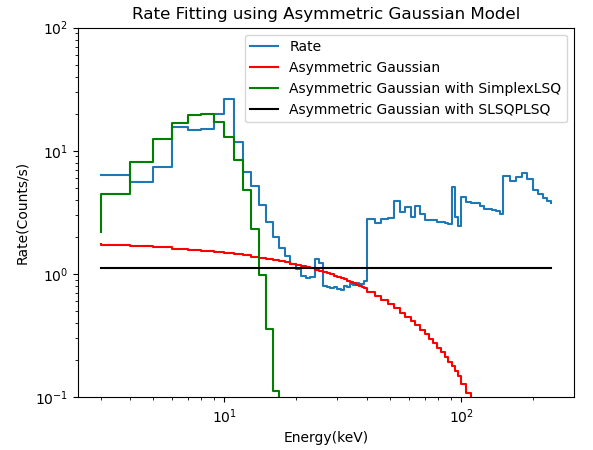 Rate Fitting using Asymmetric Gaussian Model
Rate
Asymmetric Gaussian
Asymmetric Gaussian with SimplexLSQ
Asymmetric Gaussian with SLSQPLSQ
Rate(Counts/s)
10²
10¹
10⁰
10⁻¹
10¹
10²
Energy(keV)